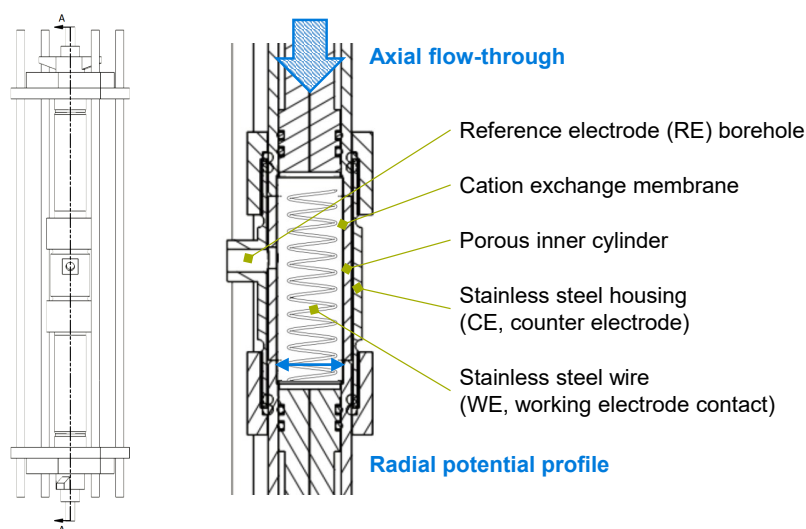 A
Axial flow-through
Reference electrode (RE) borehole
Cation exchange membrane
Porous inner cylinder
Stainless steel housing
(CE, counter electrode)
Stainless steel wire
(WE, working electrode contact)
Radial potential profile
A